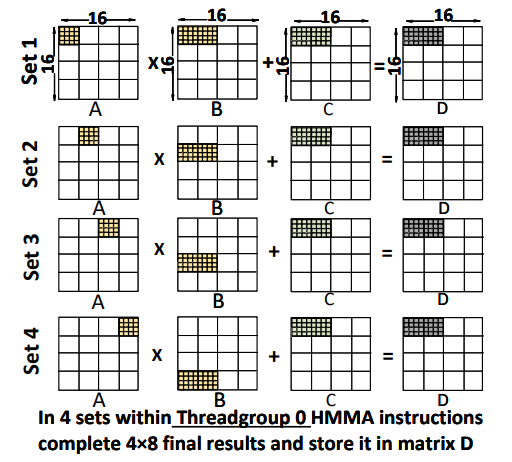 16 16 16 16
Set 1 16 X 16 + 16 = 16
A B C D
Set 2 X + =
A B C D
Set 3 X + =
A B C D
Set 4 X + =
A B C D
In 4 sets within Threadgroup 0 HMMA instructions
complete 4×8 final results and store it in matrix D